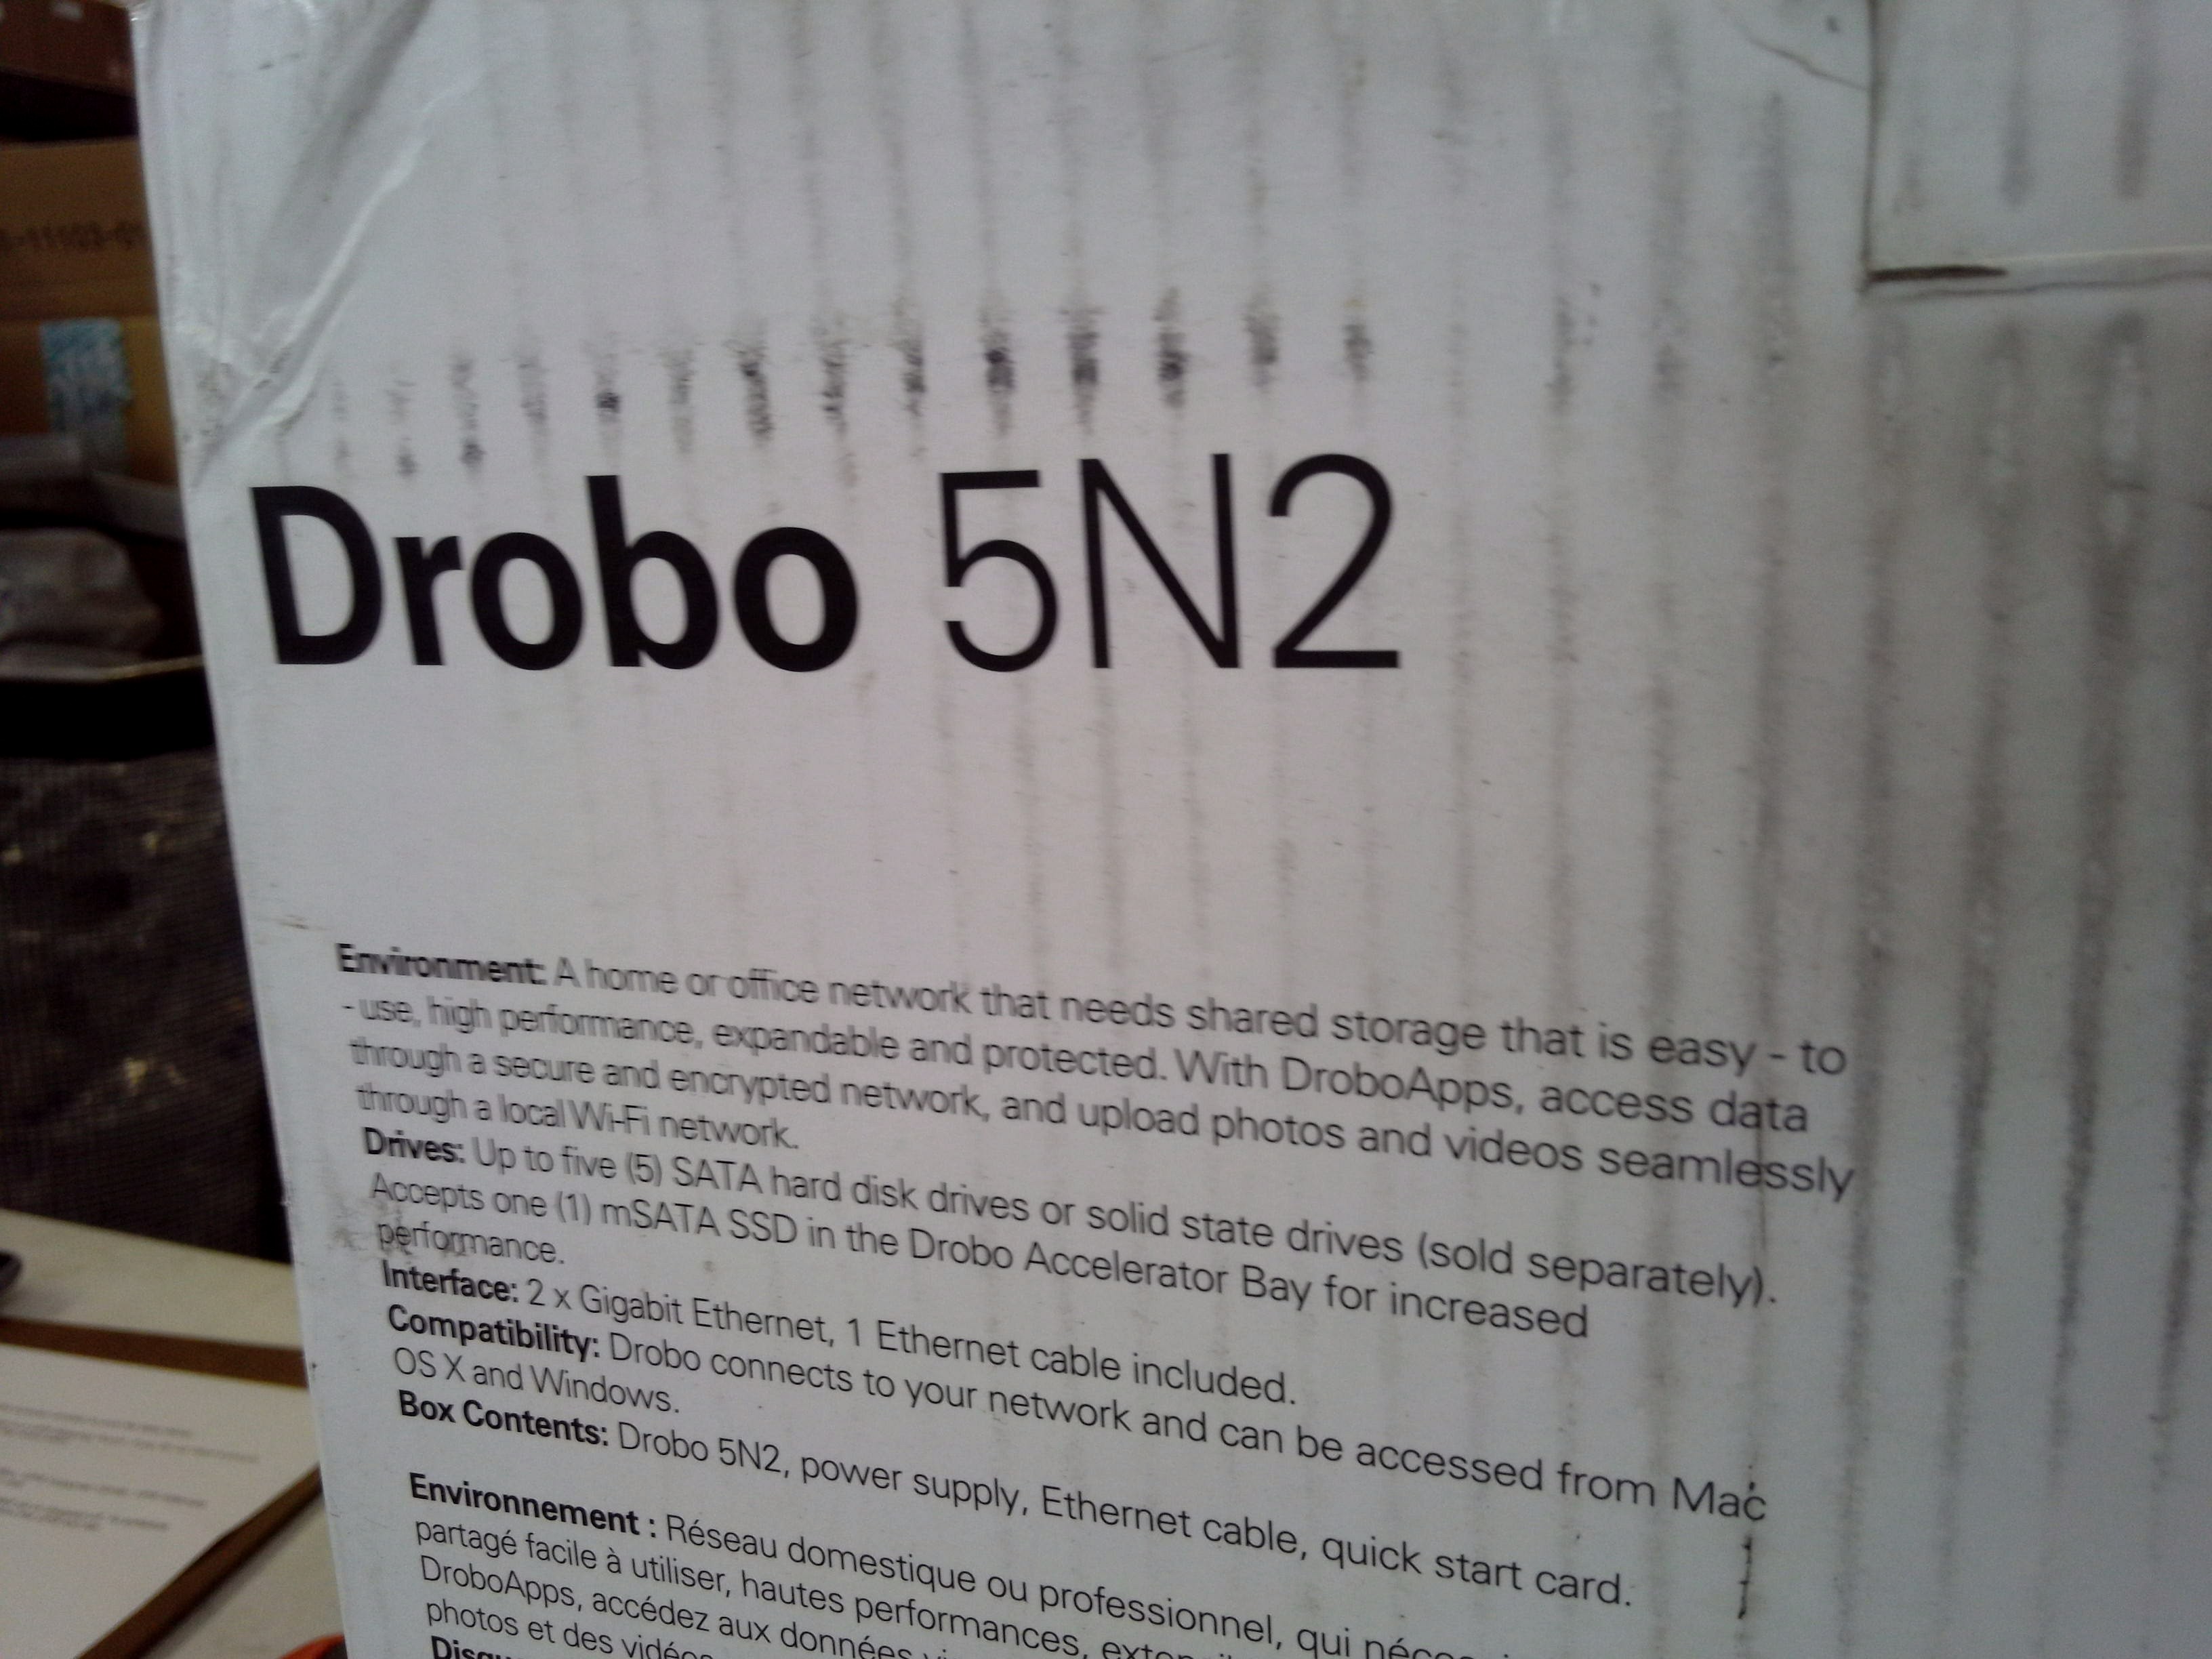 Drobo 5N2
Environment: A home or office network that needs shared storage that is easy - to
- use, high performance, expandable and protected. With DroboApps, access data
through a secure and encrypted network, and upload photos and videos seamlessly
through a local Wi-Fi network.
Drives: Up to five (5) SATA hard disk drives or solid state drives (sold separately).
Accepts one (1) mSATA SSD in the Drobo Accelerator Bay for increased
performance.
Interface: 2 x Gigabit Ethernet, 1 Ethernet cable included.
Compatibility: Drobo connects to your network and can be accessed from Mac
OS X and Windows.
Box Contents: Drobo 5N2, power supply, Ethernet cable, quick start card.
Environnement : Réseau domestique ou professionnel, qui
partagé facile à utiliser, hautes performances,
DroboApps, accédez aux données
photos et des